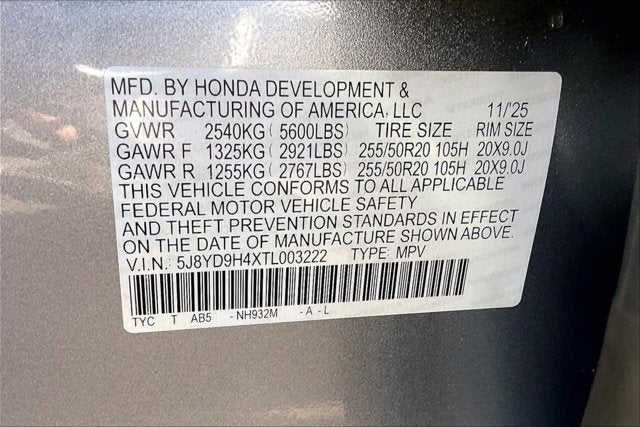 MFD. BY HONDA DEVELOPMENT &
MANUFACTURING OF AMERICA, LLC 11/'25
GVWR 2540KG( 5600LBS) TIRE SIZE RIM SIZE
GAWR F 1325KG( 2921LBS) 255/50R20 105H 20X9.0J
GAWR R 1255KG( 2767LBS) 255/50R20 105H 20X9.0J
THIS VEHICLE CONFORMS TO ALL APPLICABLE
FEDERAL MOTOR VEHICLE SAFETY
AND THEFT PREVENTION STANDARDS IN EFFECT
ON THE DATE OF MANUFACTURE SHOWN ABOVE.
V.I.N.: 5J8YD9H4XTL003222 TYPE: MPV
TYC T AB5 - NH932M - A - L